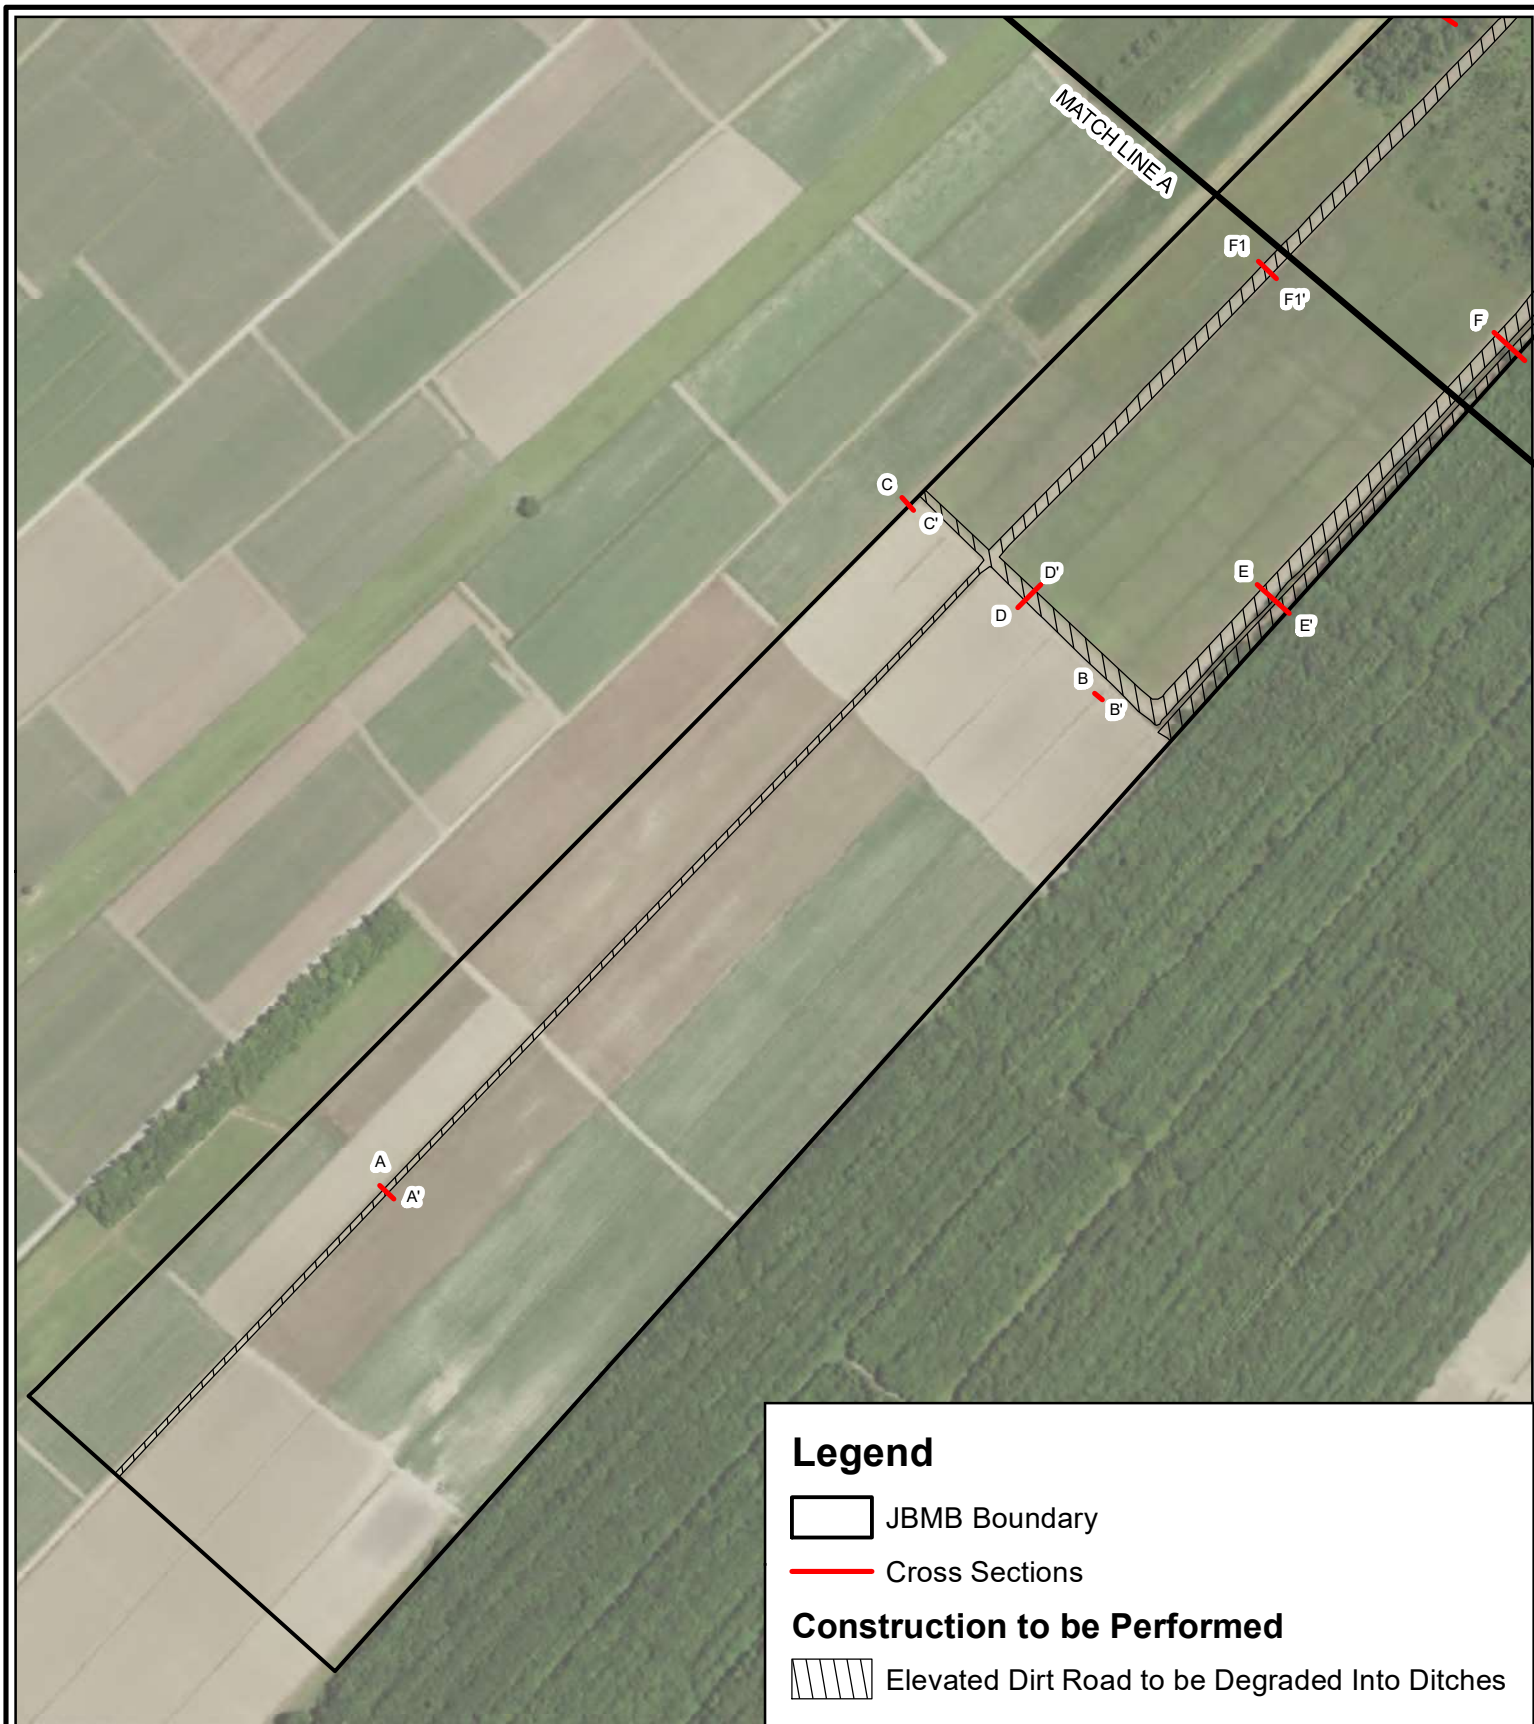 MATCH LINE A
F1
F1'
F
C
C'
D'
D
E
E'
B
B'
A
A'
Legend
JBMB Boundary
Cross Sections
Construction to be Performed
Elevated Dirt Road to be Degraded Into Ditches